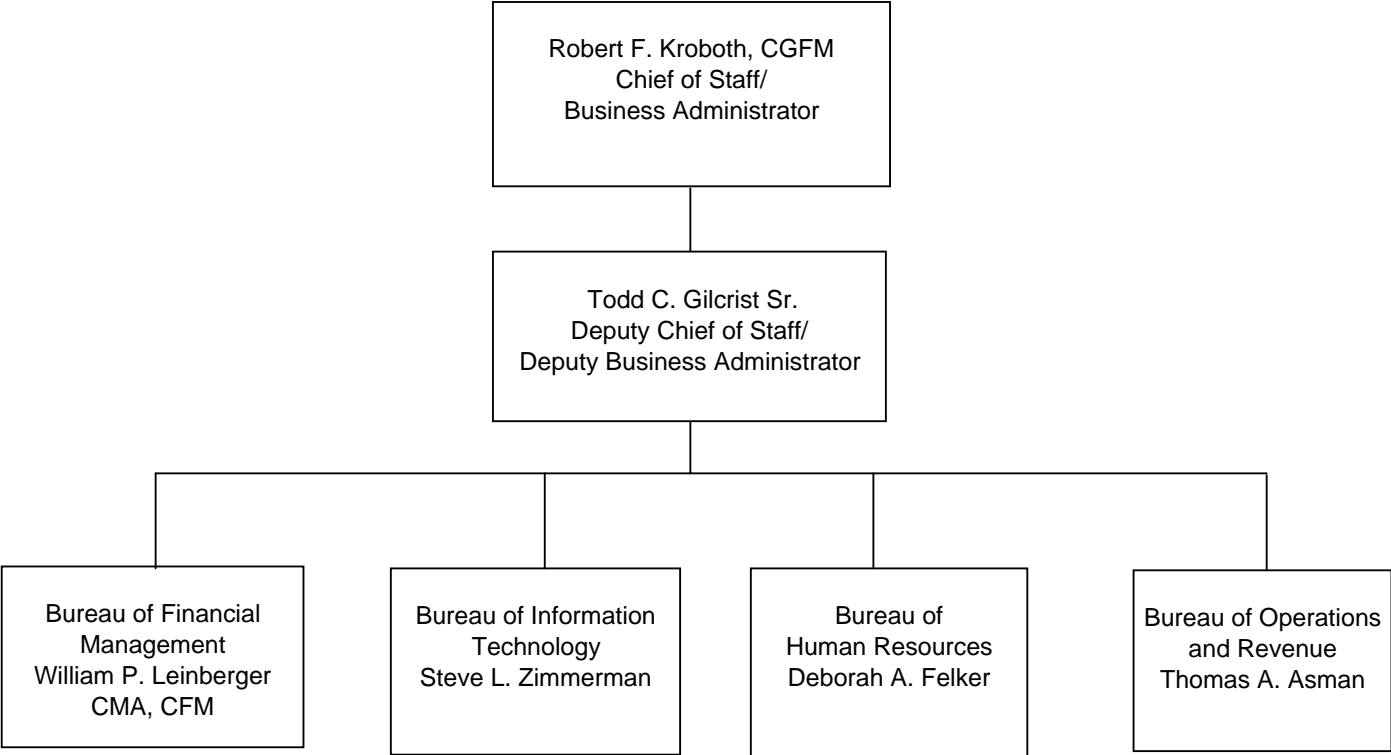 Robert F. Kroboth, CGFM
Chief of Staff/
Business Administrator
Todd C. Gilcrist Sr.
Deputy Chief of Staff/
Deputy Business Administrator
Bureau of Financial
Management
William P. Leinberger
CMA, CFM
Bureau of Information
Technology
Steve L. Zimmerman
Bureau of
Human Resources
Deborah A. Felker
Bureau of Operations
and Revenue
Thomas A. Asman